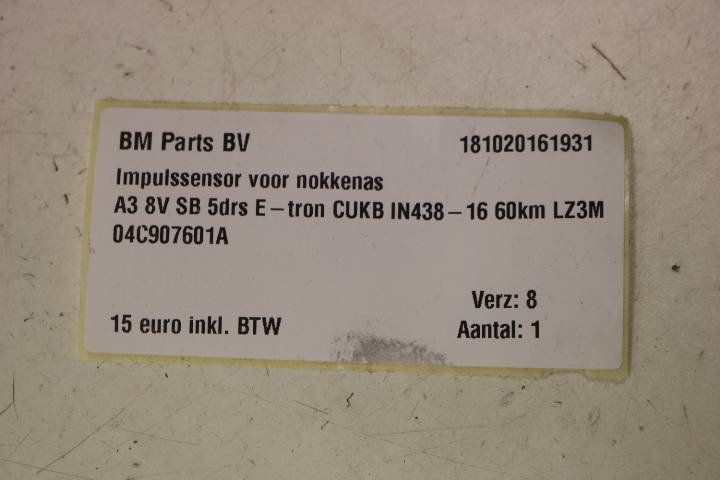 BM Parts BV 181020161931
Impulssensor voor nokkenas
A3 8V SB 5drs E-tron CUKB IN438-16 60km LZ3M
04C907601A
Verz: 8
15 euro inkl. BTW Aantal: 1